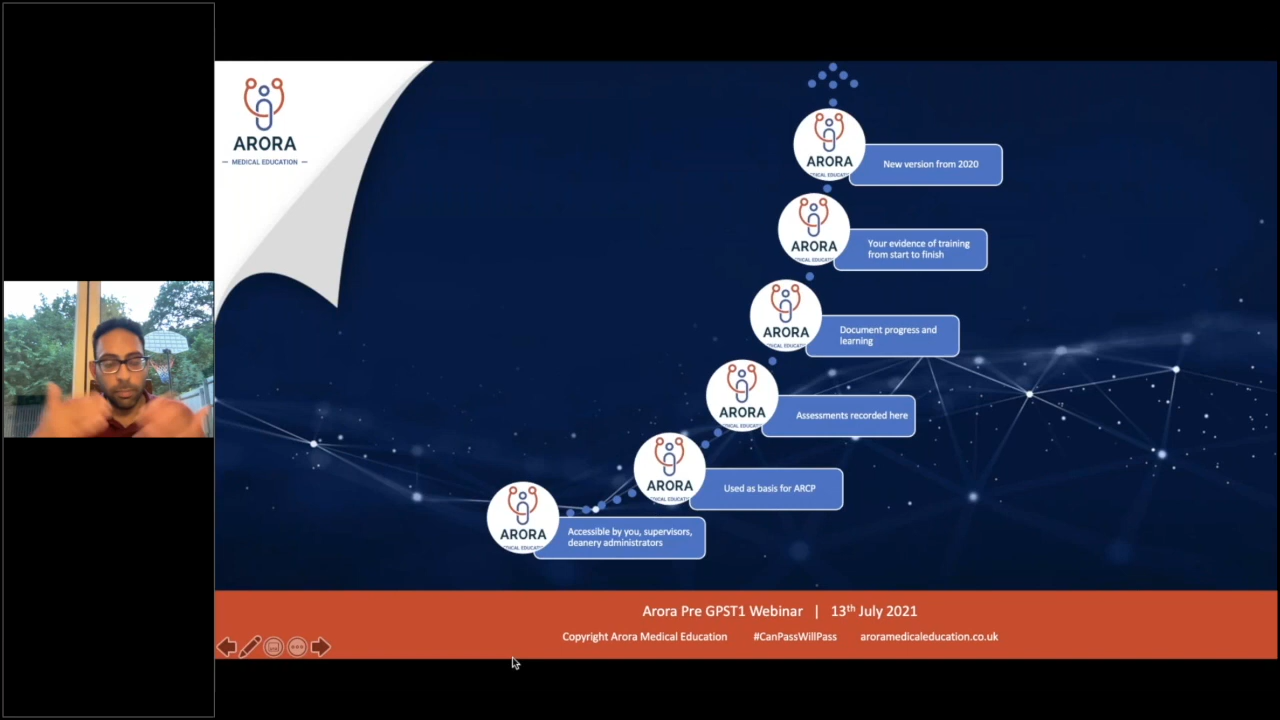 ARORA
MEDICAL EDUCATION
ARORA
New version from 2020
ARORA
Your evidence of training
from start to finish
ARORA
Document progress and
learning
ARORA
Assessments recorded here
ARORA
Used as basis for ARCP
ARORA
Accessible by you, supervisors,
deanery administrators
Arora Pre GPST1 Webinar | 13th July 2021
Copyright Arora Medical Education #CanPassWillPass aroramedicaleducation.co.uk